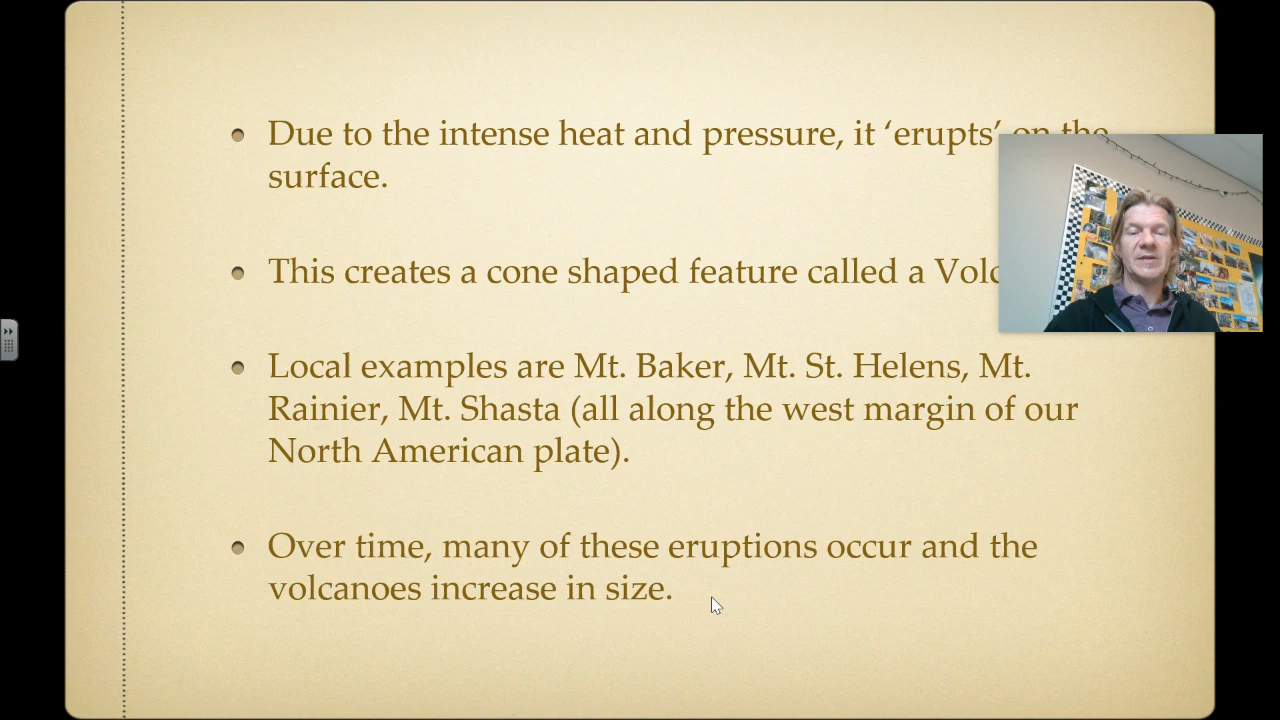 Due to the intense heat and pressure, it ‘erupts’ on the
surface.
This creates a cone shaped feature called a
Local examples are Mt. Baker, Mt. St. Helens, Mt.
Rainier, Mt. Shasta (all along the west margin of our
North American plate).
Over time, many of these eruptions occur and the
volcanoes increase in size.